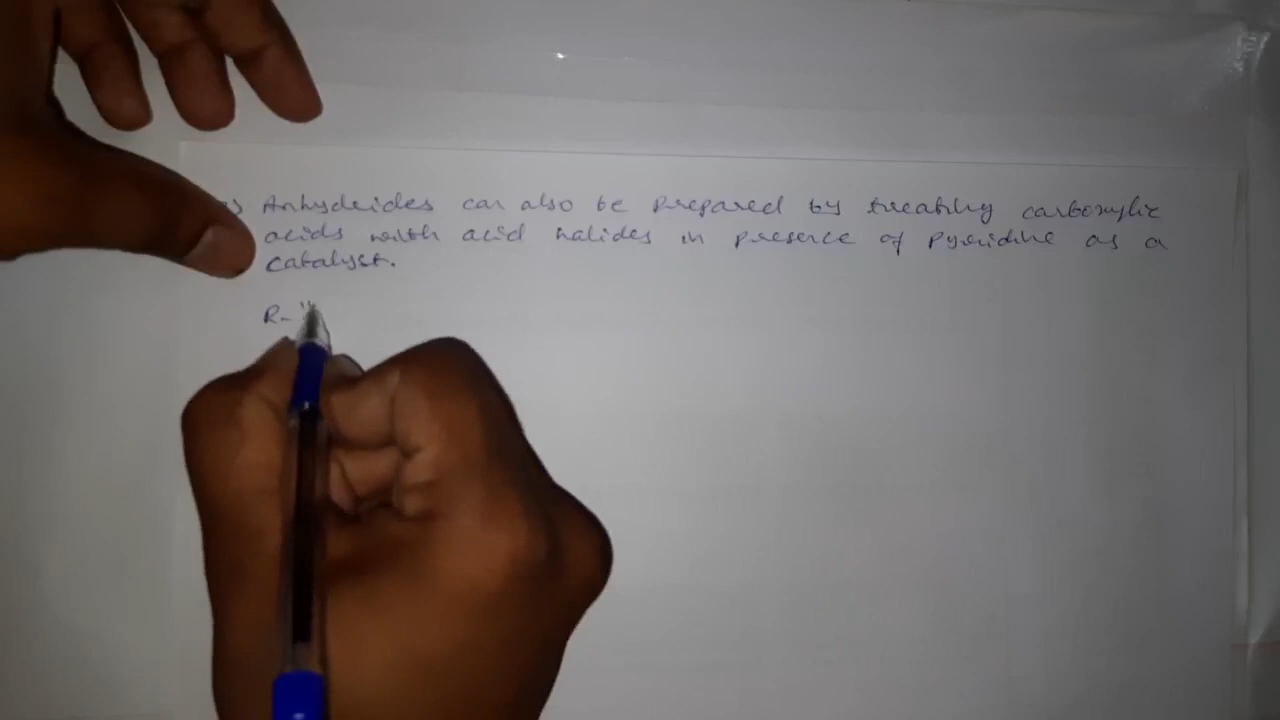 Anhydrides can also be prepared by treating carboxylic
acids with acid halides in presence of pyridine as a
catalyst.
R-